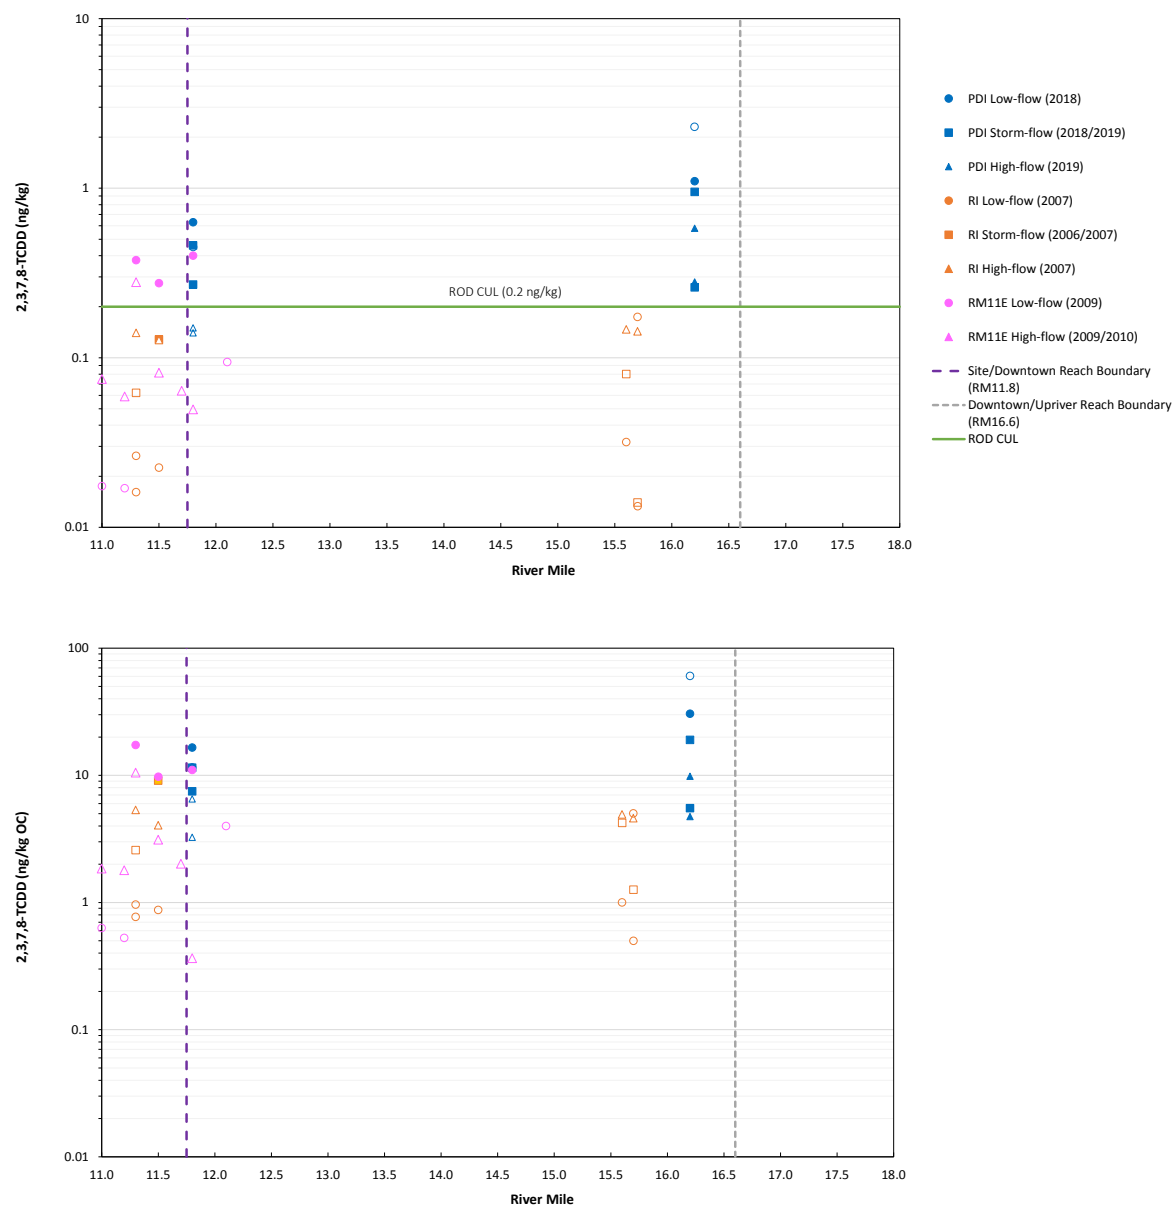 10
1
0.1
0.01
2,3,7,8-TCDD (ng/kg)
ROD CUL (0.2 ng/kg)
11.0 11.5 12.0 12.5 13.0 13.5 14.0 14.5 15.0 15.5 16.0 16.5 17.0 17.5 18.0
River Mile
PDI Low-flow (2018)
PDI Storm-flow (2018/2019)
PDI High-flow (2019)
RI Low-flow (2007)
RI Storm-flow (2006/2007)
RI High-flow (2007)
RM11E Low-flow (2009)
RM11E High-flow (2009/2010)
Site/Downtown Reach Boundary
(RM11.8)
Downtown/Upriver Reach Boundary
(RM16.6)
ROD CUL
100
10
1
0.1
0.01
2,3,7,8-TCDD (ng/kg OC)
11.0 11.5 12.0 12.5 13.0 13.5 14.0 14.5 15.0 15.5 16.0 16.5 17.0 17.5 18.0
River Mile